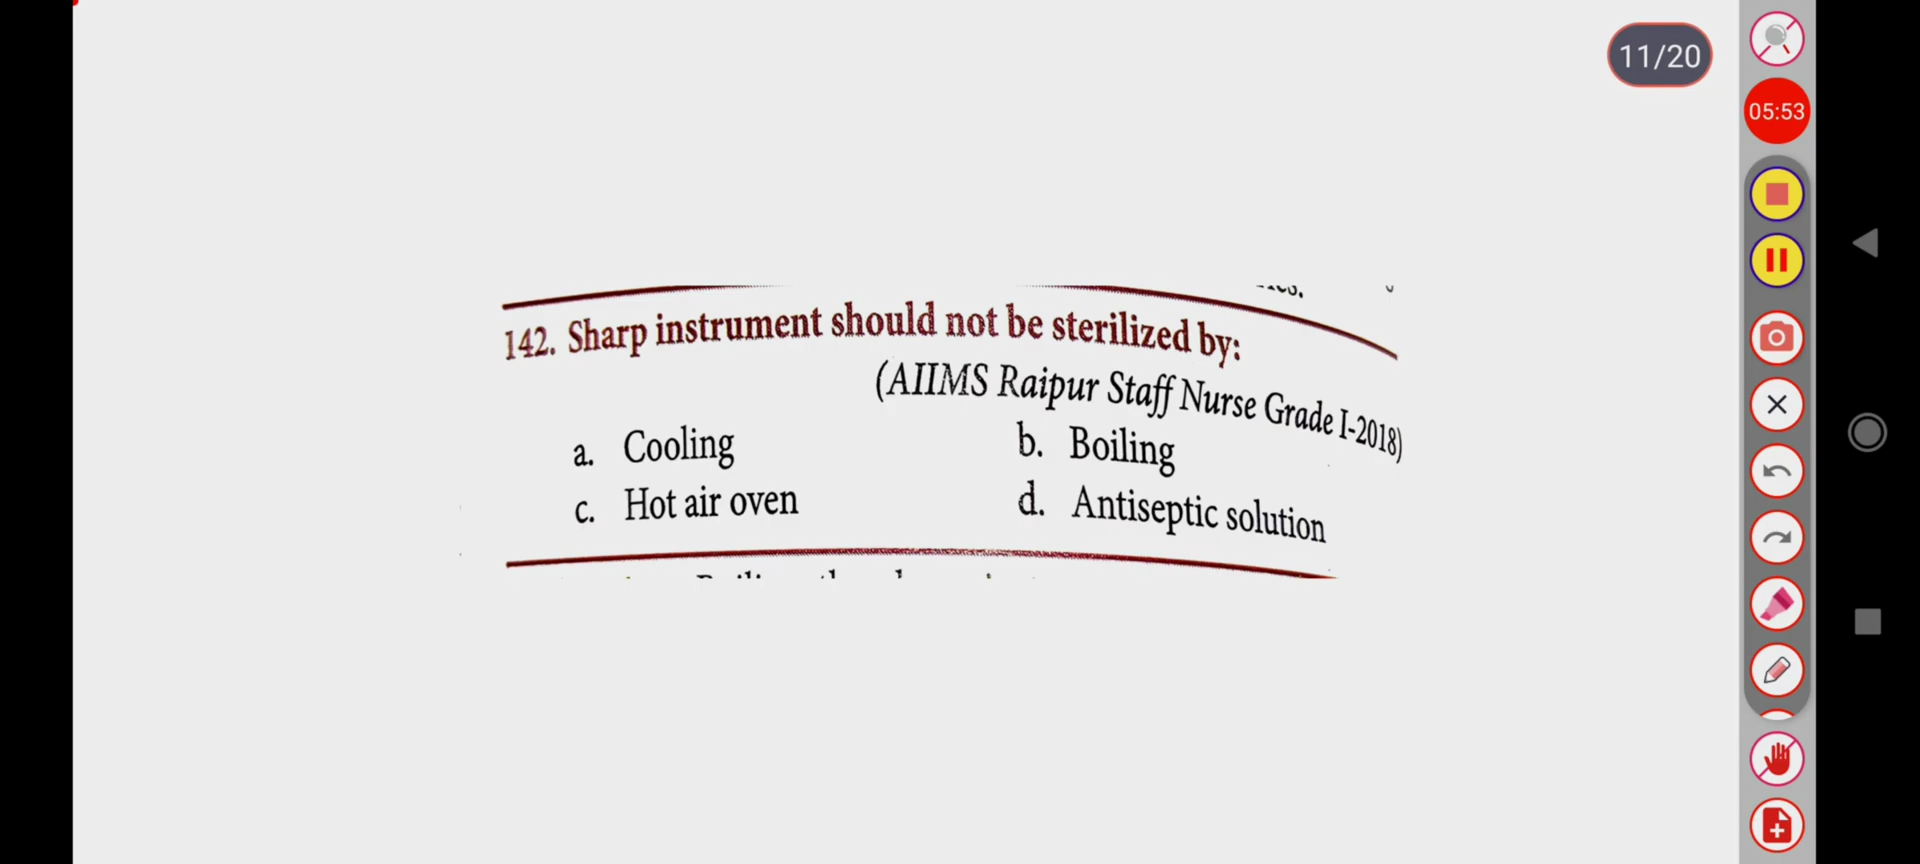 11/20
05:53
142. Sharp instrument should not be sterilized by:
(AIIMS Raipur Staff Nurse Grade I-2018)
a. Cooling
b. Boiling
c. Hot air oven
d. Antiseptic solution